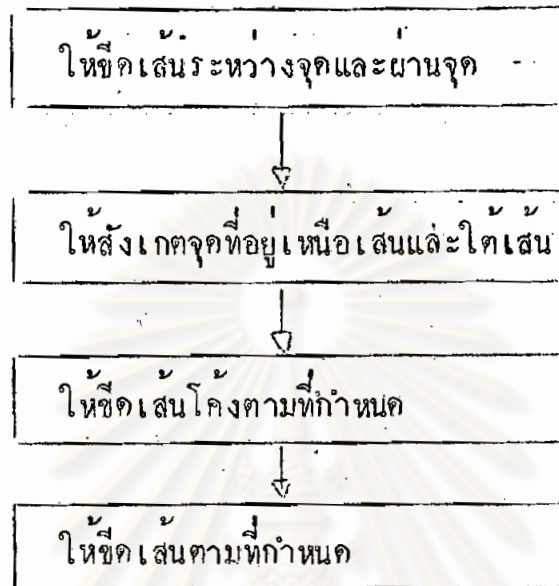 ให้ขีดเส้นระหว่างจุดและผ่านจุด
ให้สังเกตจุดที่อยู่เหนือเส้นและใต้เส้น
ให้ขีดเส้นโค้งตามที่กำหนด
ให้ขีดเส้นตามที่กำหนด